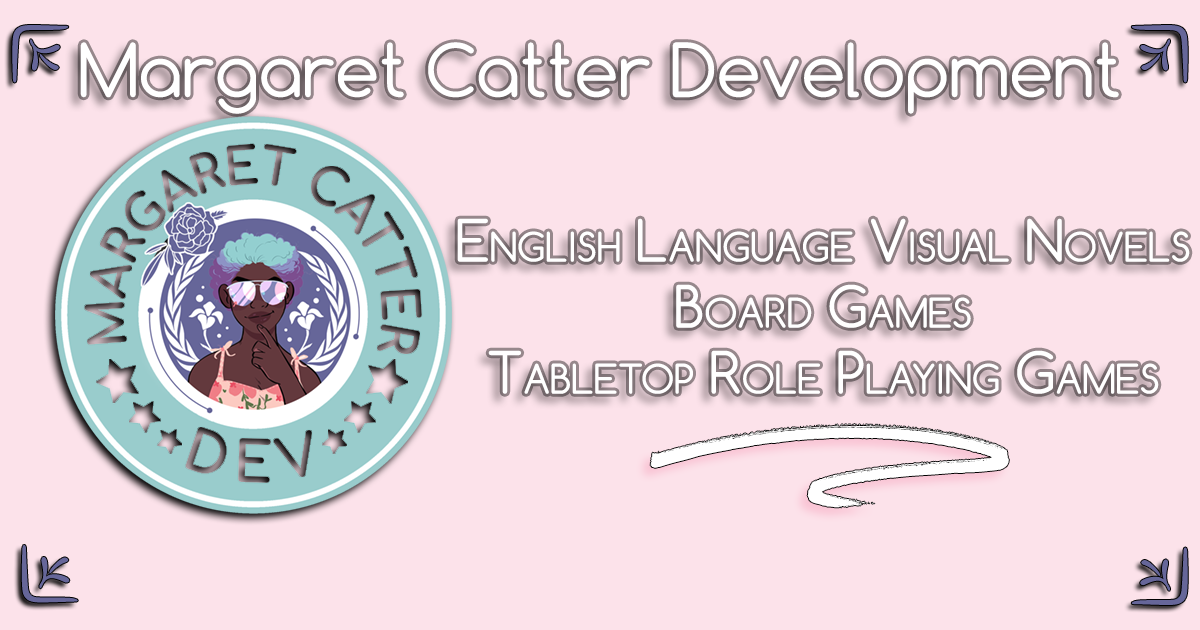 Margaret Catter Development
MARGARET CATTER
DEV
English Language Visual Novels
Board Games
Tabletop Role Playing Games